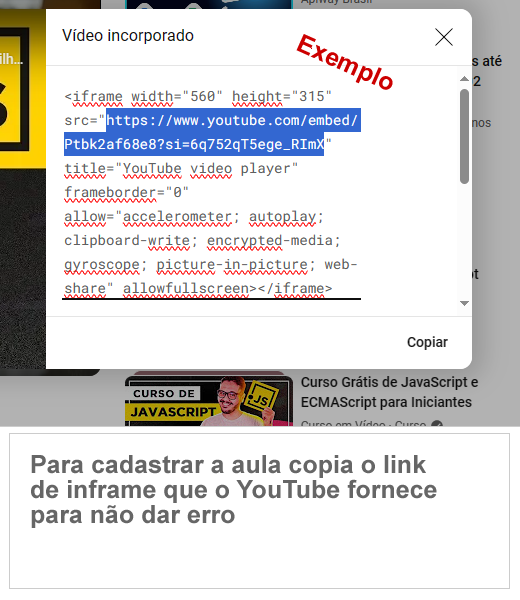 Apiway Brasil
Vídeo incorporado
Exemplo
ilh...
s até
2
nos
JS
<iframe width="560" height="315"
src="https://www.youtube.com/embed/
Ptbk2af68e8?si=6q752qT5ege_RImX"
title="YouTube video player"
frameborder="0"
allow="accelerometer; autoplay;
clipboard-write; encrypted-media;
gyroscope; picture-in-picture; web-
share" allowfullscreen></iframe>
ot
Copiar
CURSO DE
JAVASCRIPT
JS
Curso Grátis de JavaScript e
ECMAScript para Iniciantes
Curso em Vídeo · Curso
Para cadastrar a aula copia o link
de inframe que o YouTube fornece
para não dar erro